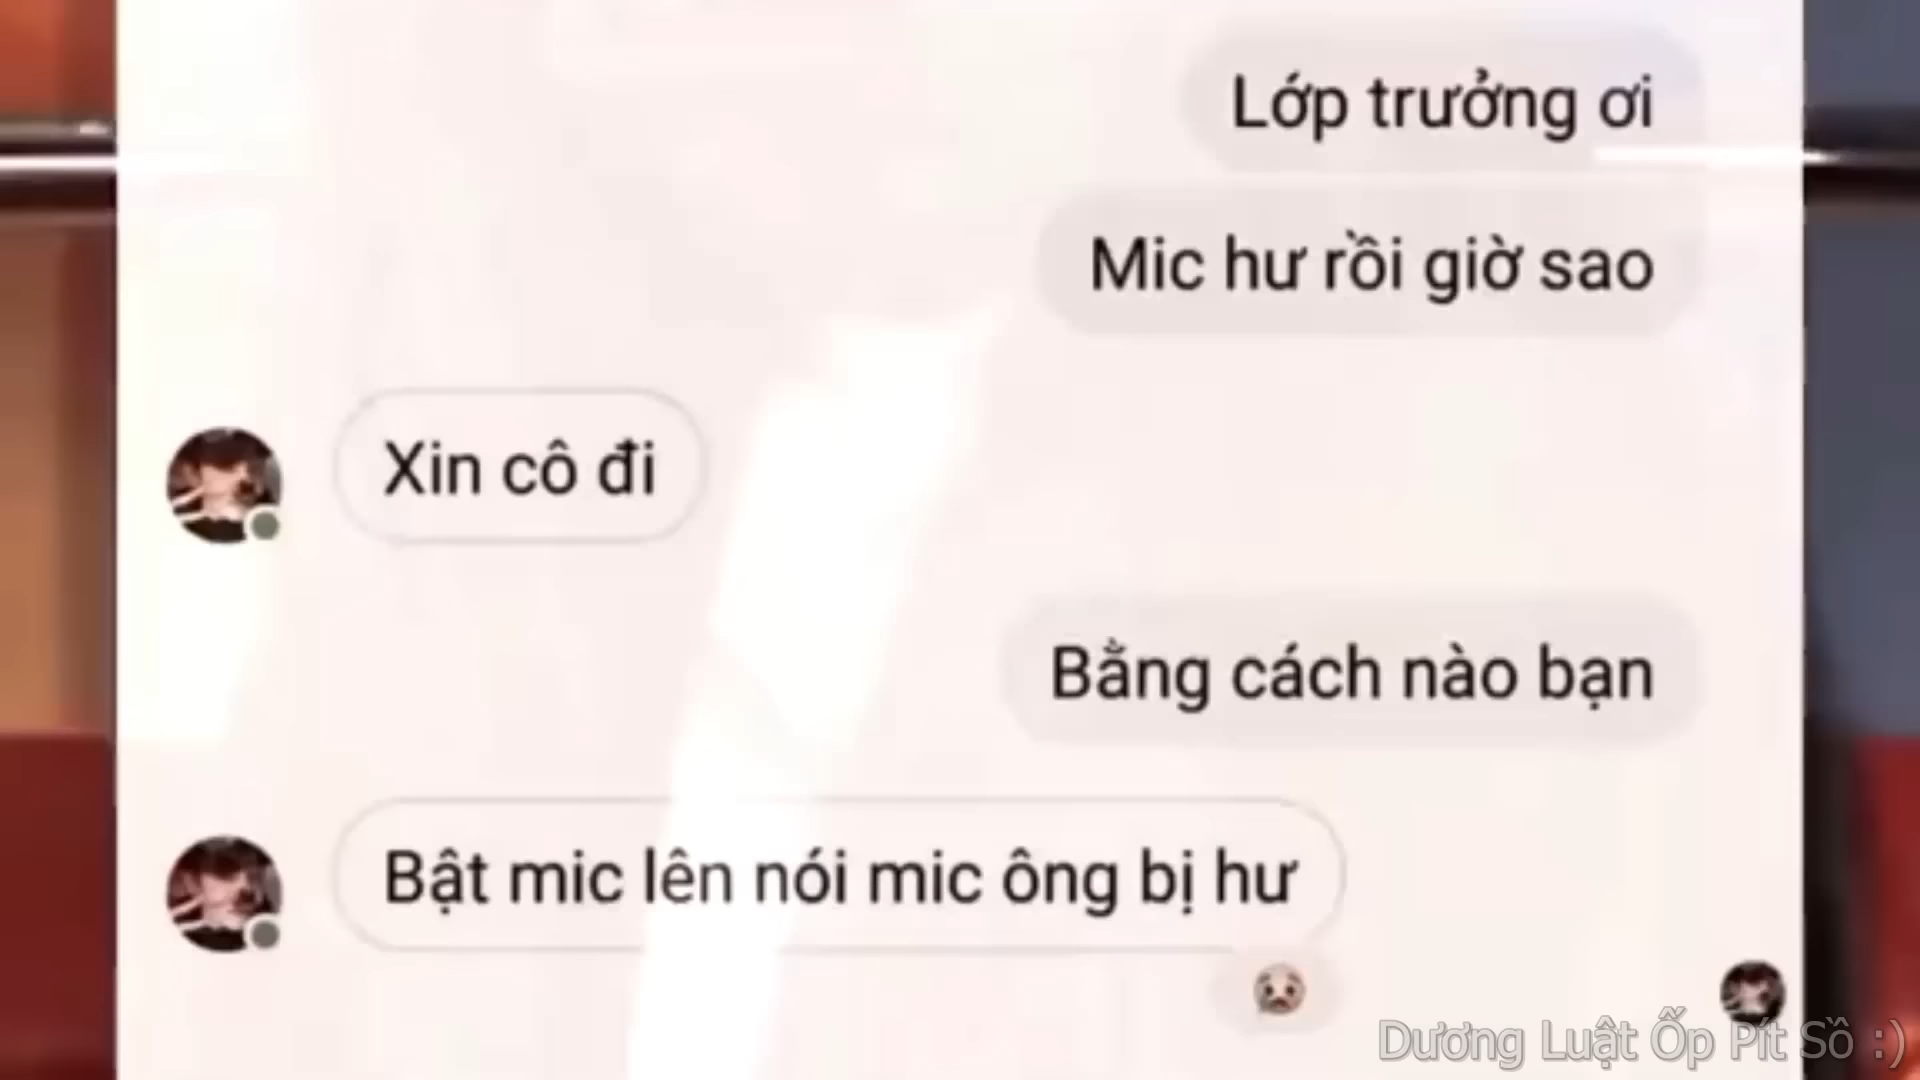 Lớp trưởng ơi
Mic hư rồi giờ sao
Xin cô đi
Bằng cách nào bạn
Bật mic lên nói mic ông bị hư
Dương Luật Ốp Pít Sồ :)